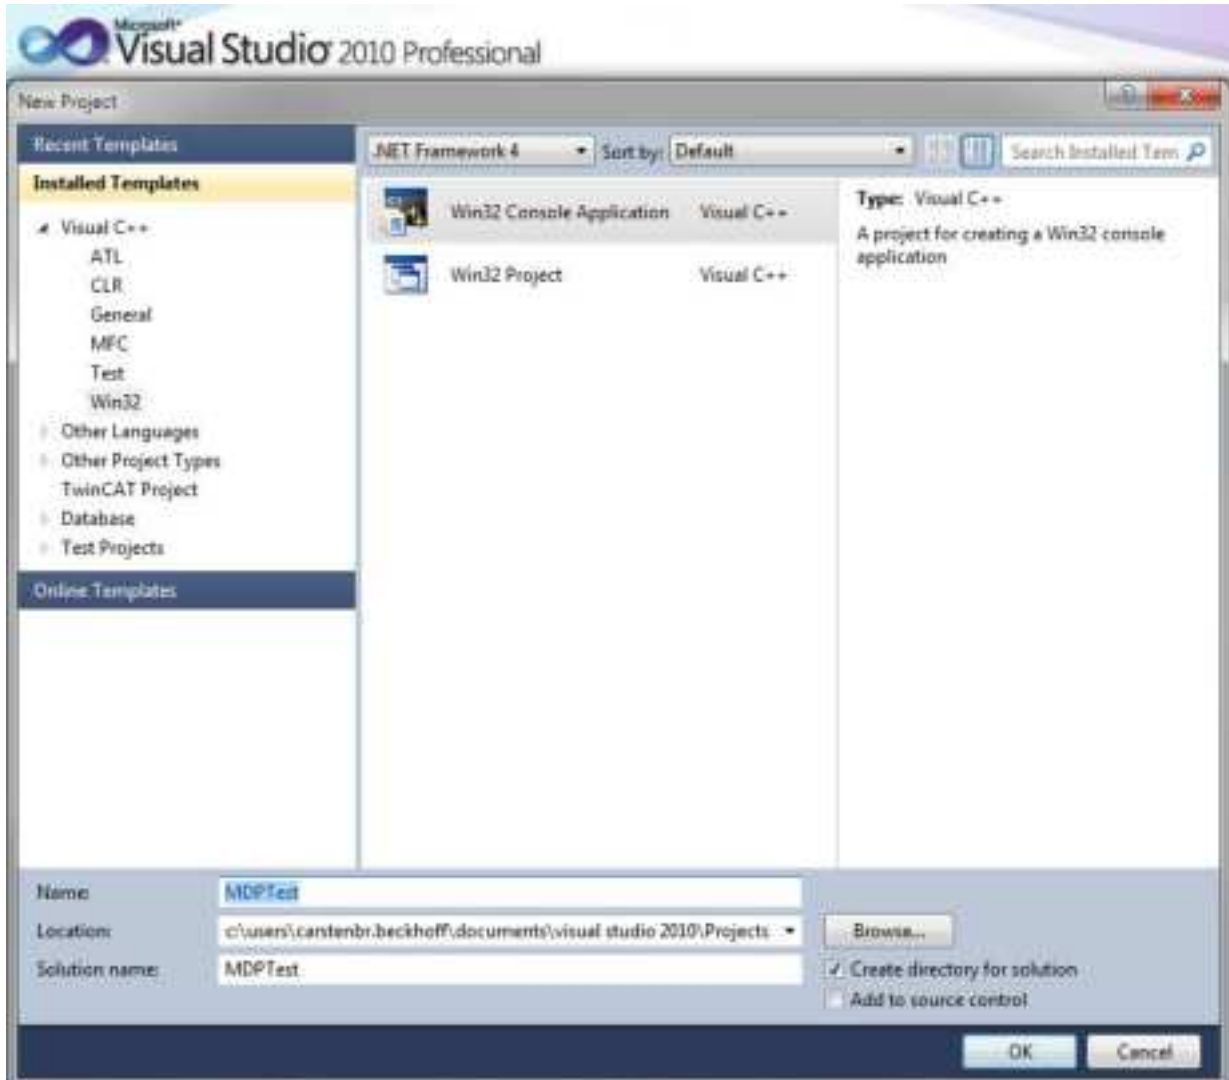 Microsoft®
Visual Studio® 2010 Professional
New Project
Recent Templates
Installed Templates
Visual C++
ATL
CLR
General
MFC
Test
Win32
Other Languages
Other Project Types
TwinCAT Project
Database
Test Projects
Online Templates
.NET Framework 4
Sort by: Default
Search Installed Tem
Win32 Console Application Visual C++
Win32 Project Visual C++
Type: Visual C++
A project for creating a Win32 console
application
Name: MDPTest
Location: c:\users\carstenbr.beckhoff\documents\visual studio 2010\Projects
Browse...
Solution name: MDPTest
Create directory for solution
Add to source control
OK Cancel